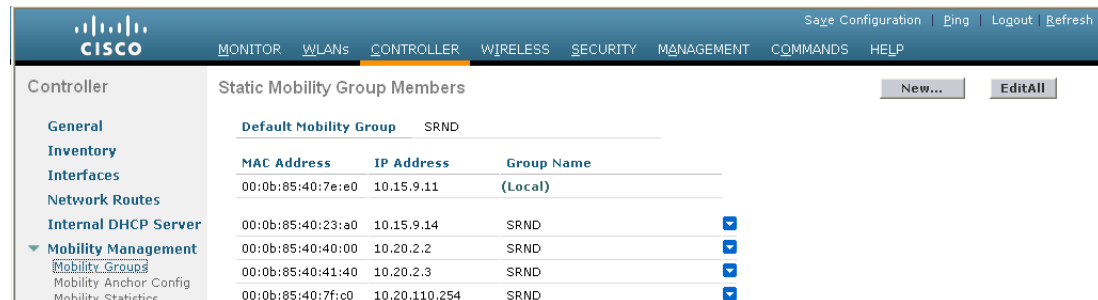 Save Configuration | Ping | Logout | Refresh
CISCO
MONITOR WLANs CONTROLLER WIRELESS SECURITY MANAGEMENT COMMANDS HELP
Controller
Static Mobility Group Members
New...
EditAll
General
Inventory
Interfaces
Network Routes
Internal DHCP Server
Mobility Management
Mobility Groups
Mobility Anchor Config
Mobility Statistics
Default Mobility Group SRND
MAC Address IP Address Group Name
00:0b:85:40:7e:e0 10.15.9.11 (Local)
00:0b:85:40:23:a0 10.15.9.14 SRND
00:0b:85:40:40:00 10.20.2.2 SRND
00:0b:85:40:41:40 10.20.2.3 SRND
00:0b:85:40:7f:c0 10.20.110.254 SRND